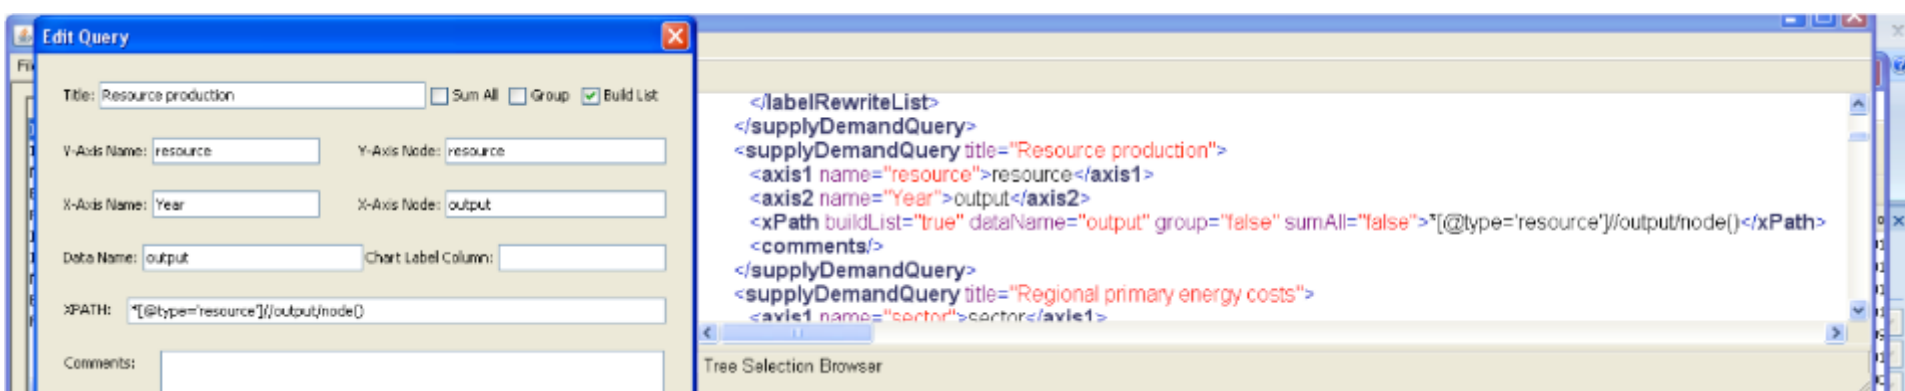 Edit Query
Title: Resource production Sum All Group Build List
Y-Axis Name: resource Y-Axis Node: resource
X-Axis Name: Year X-Axis Node: output
Data Name: output Chart Label Column:
XPATH: *[@type='resource']//output/node()
Comments:
</labelRewriteList>
</supplyDemandQuery>
<supplyDemandQuery title="Resource production">
<axis1 name="resource">resource</axis1>
<axis2 name="Year">output</axis2>
<xPath buildList="true" dataName="output" group="false" sumAll="false">*[@type='resource']//output/node()</xPath>
<comments/>
</supplyDemandQuery>
<supplyDemandQuery title="Regional primary energy costs">
<axis1 name="sector">sector</axis1>
Tree Selection Browser